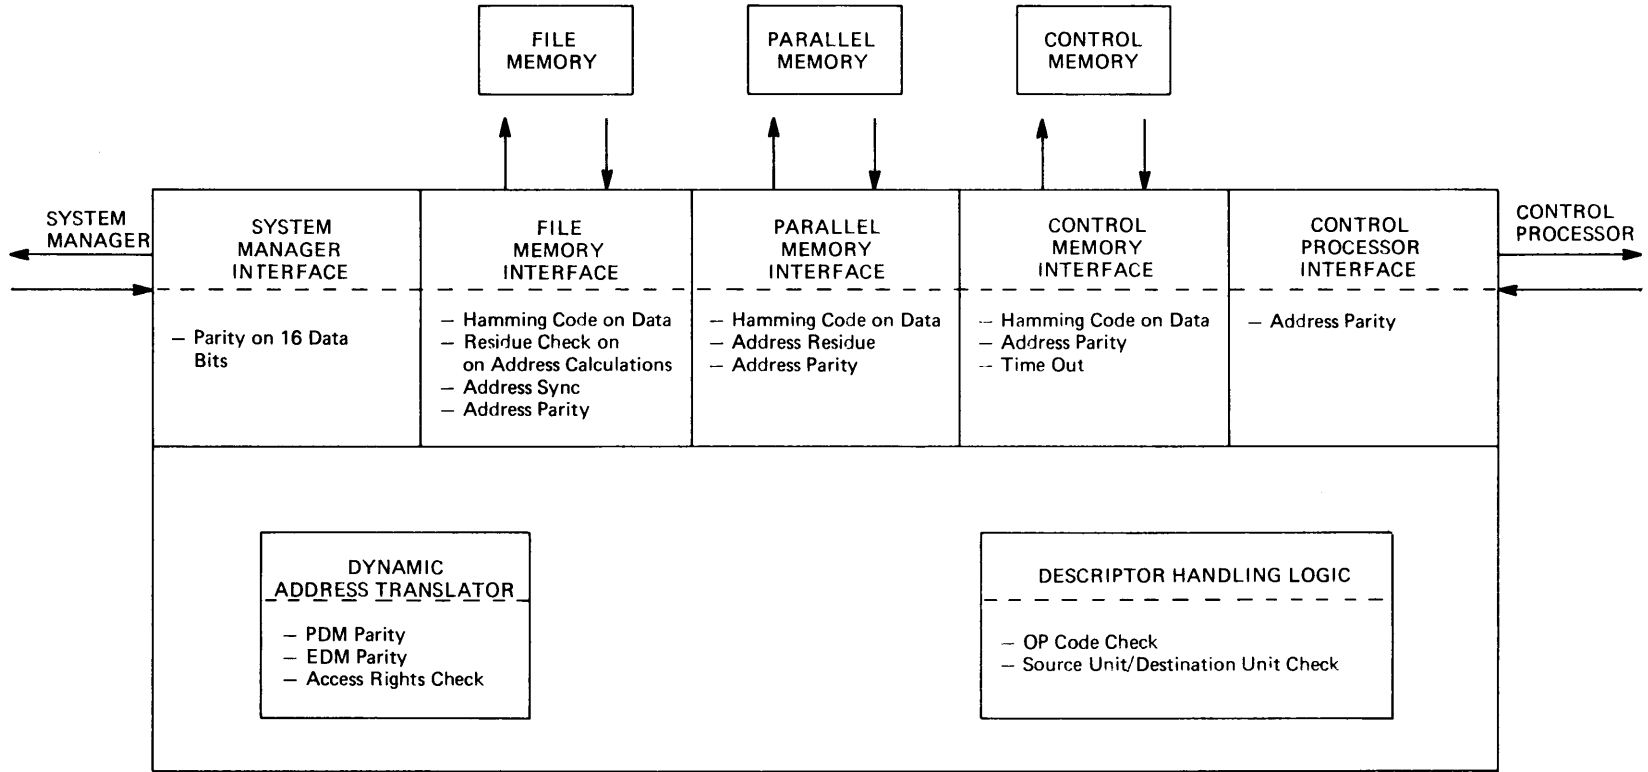 FILE
MEMORY
PARALLEL
MEMORY
CONTROL
MEMORY
SYSTEM
MANAGER
SYSTEM
MANAGER
INTERFACE
FILE
MEMORY
INTERFACE
PARALLEL
MEMORY
INTERFACE
CONTROL
MEMORY
INTERFACE
CONTROL
PROCESSOR
INTERFACE
CONTROL
PROCESSOR
— Parity on 16 Data
Bits
— Hamming Code on Data
— Residue Check on
on Address Calculations
— Address Sync
— Address Parity
— Hamming Code on Data
— Address Residue
— Address Parity
— Hamming Code on Data
— Address Parity
— Time Out
— Address Parity
DYNAMIC
ADDRESS TRANSLATOR
— PDM Parity
— EDM Parity
— Access Rights Check
DESCRIPTOR HANDLING LOGIC
— OP Code Check
— Source Unit/Destination Unit Check